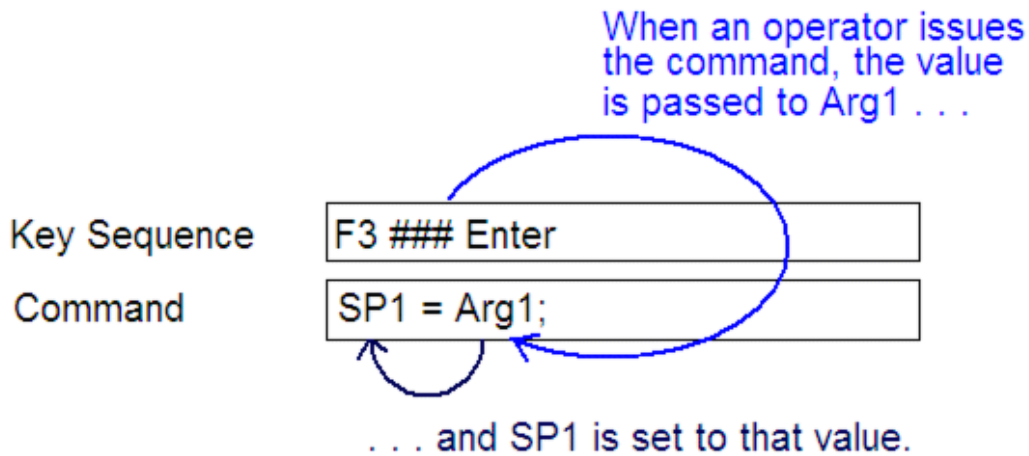 When an operator issues
the command, the value
is passed to Arg1 . . .
Key Sequence F3 ### Enter
Command SP1 = Arg1;
. . . and SP1 is set to that value.